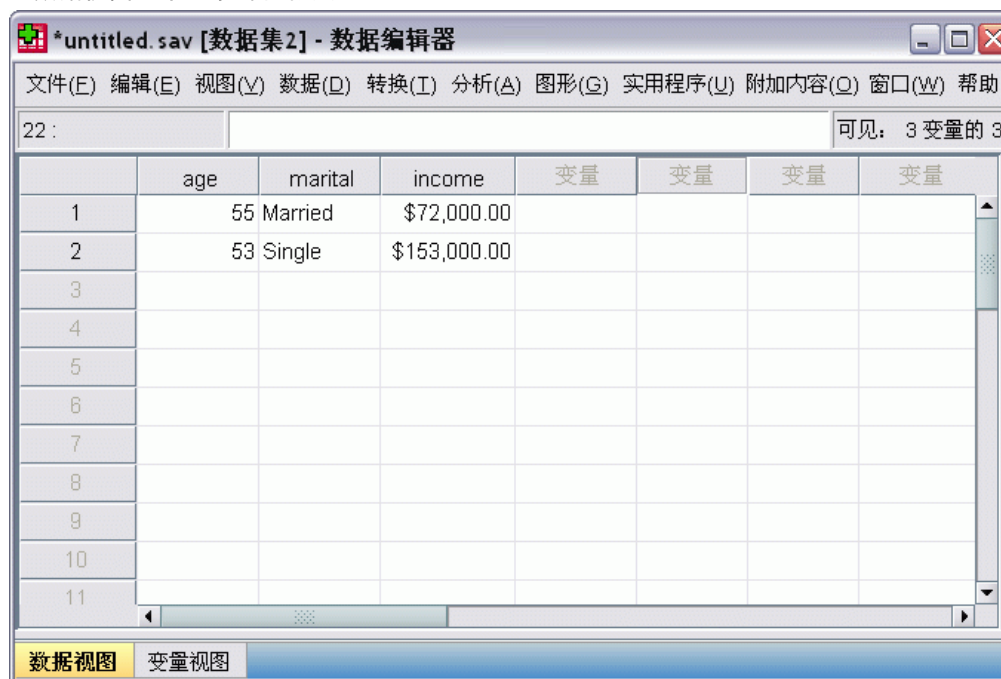 *untitled.sav [数据集2] - 数据编辑器
文件(F) 编辑(E) 视图(V) 数据(D) 转换(T) 分析(A) 图形(G) 实用程序(U) 附加内容(O) 窗口(W) 帮助
22 : 可见: 3 变量的 3
age marital income 变量 变量 变量 变量
1 55 Married $72,000.00
2 53 Single $153,000.00
3
4
5
6
7
8
9
10
11
数据视图 变量视图